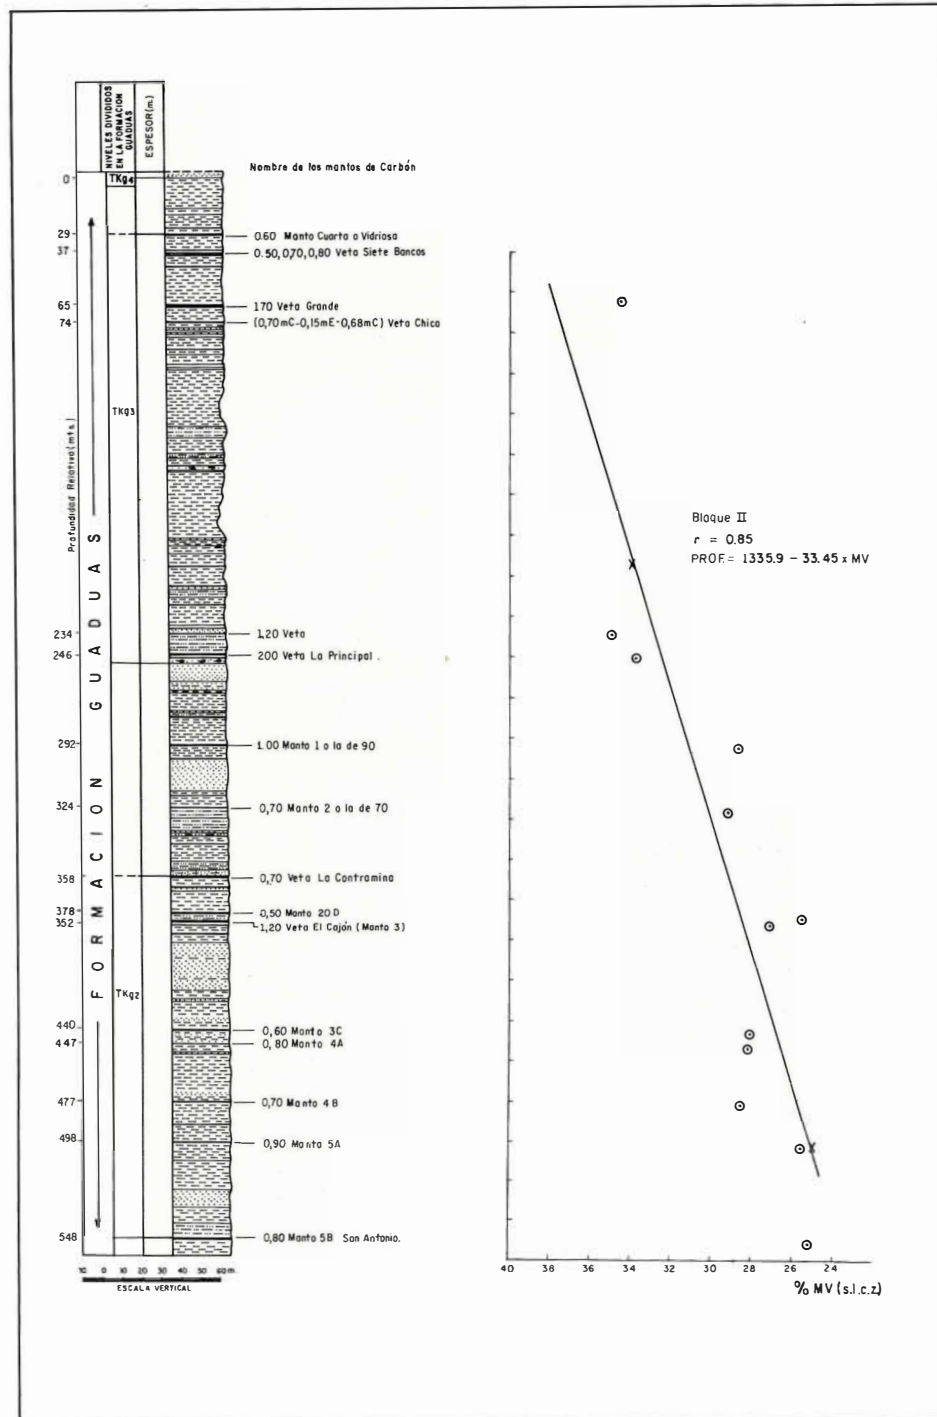 NIVELES DIVIDIDOS
EN LA FORMACION
GUADUAS
ESPESOR(m.)
Nombre de los mantos de Carbón
Profundidad Relativa (mts.)
FORMACION GUADUAS
TKg4
TKg3
TKg2
0
29
37
65
74
234
246
292
324
358
378
352
440
447
477
498
548
0.60 Manto Cuarta o Vidriosa
0.50, 0,70, 0,80 Veta Siete Bancos
170 Veta Grande
(0,70mC-0,15mE-0,68mC) Veta Chica
1,20 Veta
200 Veta La Principal.
1.00 Manto 1 o la de 90
0,70 Manto 2 o la de 70
0,70 Veta La Contramina
0,50 Manto 20D
1,20 Veta El Cajón (Manto 3)
0,60 Manto 3C
0,80 Manto 4A
0,70 Manto 4B
0,90 Manto 5A
0,80 Manto 5B San Antonio.
10 0 10 20 30 40 50 60m.
ESCALA VERTICAL
Bloque II
r = 0.85
PROF.= 1335.9 – 33.45 x MV
40 38 36 34 32 30 28 26 24
% MV (s.l.c.z)